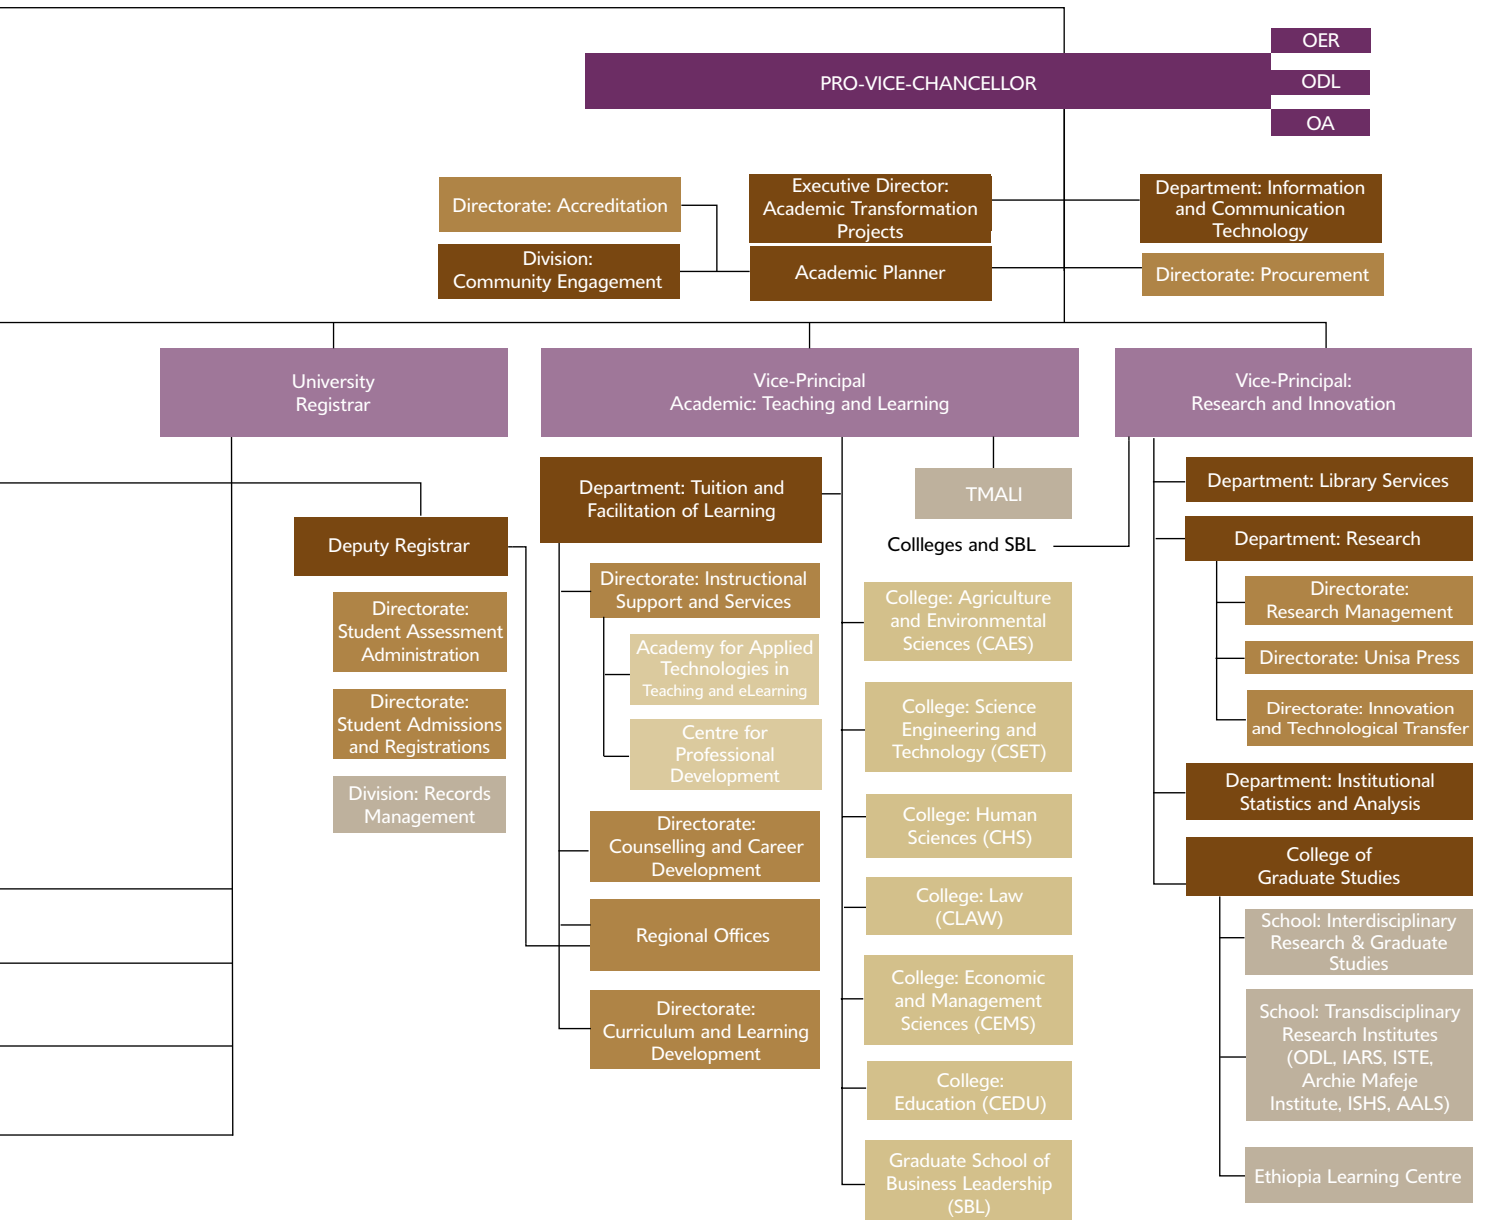 OER
PRO-VICE-CHANCELLOR
ODL
OA
Directorate: Accreditation
Division:
Community Engagement
Executive Director:
Academic Transformation
Projects
Academic Planner
Department: Information
and Communication
Technology
Directorate: Procurement
University
Registrar
Deputy Registrar
Directorate:
Student Assessment
Administration
Directorate:
Student Admissions
and Registrations
Division: Records
Management
Vice-Principal
Academic: Teaching and Learning
Department: Tuition and
Facilitation of Learning
Directorate: Instructional
Support and Services
Academy for Applied
Technologies in
Teaching and eLearning
Centre for
Professional
Development
Directorate:
Counselling and Career
Development
Regional Offices
Directorate:
Curriculum and Learning
Development
TMALI
Collleges and SBL
College: Agriculture
and Environmental
Sciences (CAES)
College: Science
Engineering and
Technology (CSET)
College: Human
Sciences (CHS)
College: Law
(CLAW)
College: Economic
and Management
Sciences (CEMS)
College:
Education (CEDU)
Graduate School of
Business Leadership
(SBL)
Vice-Principal:
Research and Innovation
Department: Library Services
Department: Research
Directorate:
Research Management
Directorate: Unisa Press
Directorate: Innovation
and Technological Transfer
Department: Institutional
Statistics and Analysis
College of
Graduate Studies
School: Interdisciplinary
Research & Graduate
Studies
School: Transdisciplinary
Research Institutes
(ODL, IARS, ISTE,
Archie Mafeje
Institute, ISHS, AALS)
Ethiopia Learning Centre